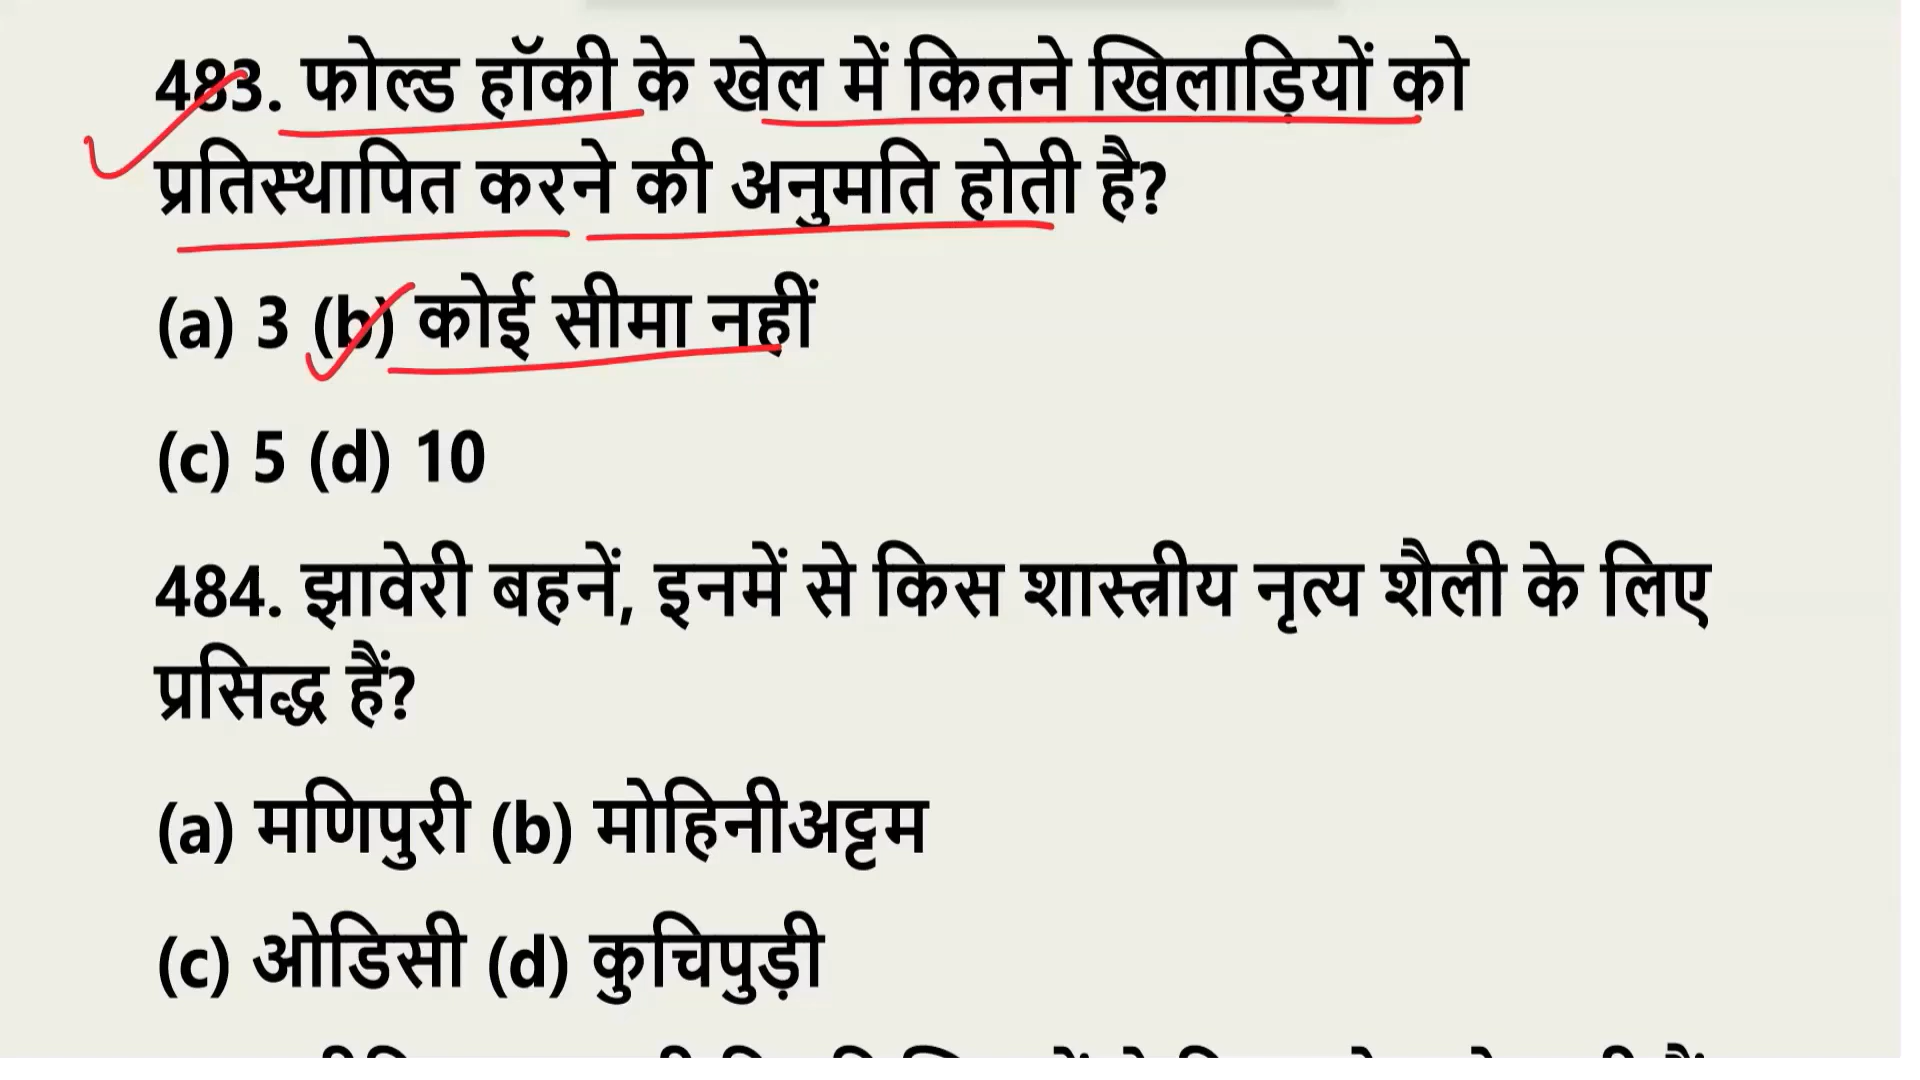 483. फोल्ड हॉकी के खेल में कितने खिलाड़ियों को
प्रतिस्थापित करने की अनुमति होती है?
(a) 3 (b) कोई सीमा नहीं
(c) 5 (d) 10
484. झावेरी बहनें, इनमें से किस शास्त्रीय नृत्य शैली के लिए
प्रसिद्ध हैं?
(a) मणिपुरी (b) मोहिनीअट्टम
(c) ओडिसी (d) कुचिपुड़ी